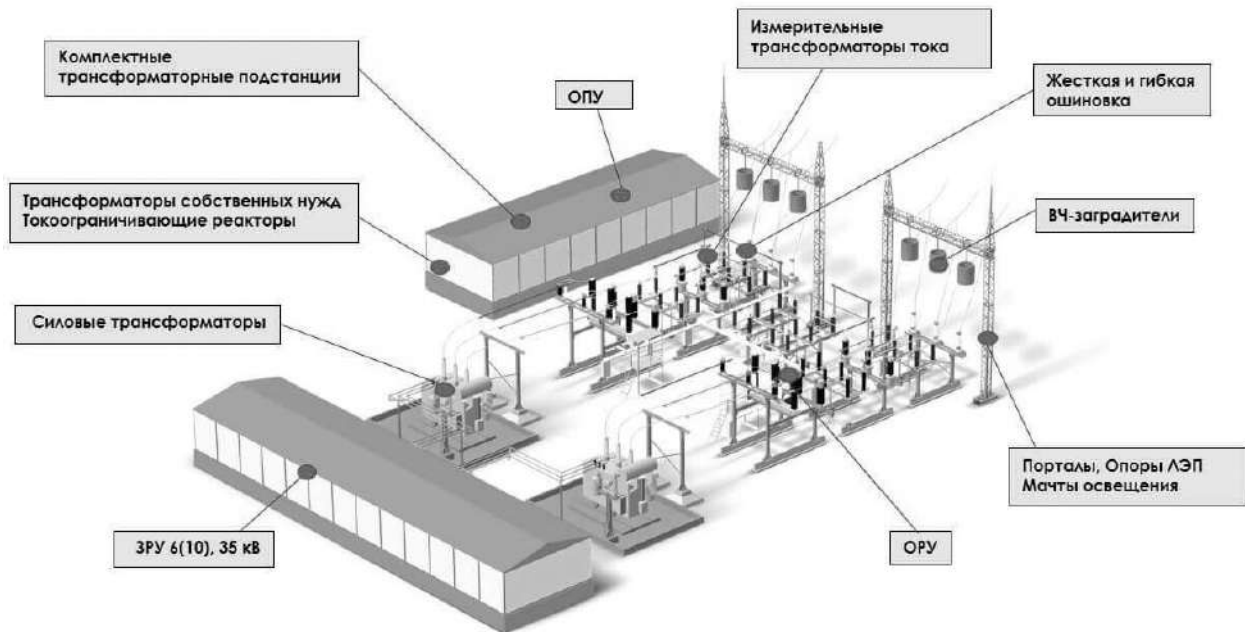 Измерительные
трансформаторы тока
Комплектные
трансформаторные подстанции
Жесткая и гибкая
ошиновка
ОПУ
Трансформаторы собственных нужд
Токоограничивающие реакторы
ВЧ-заградители
Силовые трансформаторы
Порталы, Опоры ЛЭП
Мачты освещения
ЗРУ 6(10), 35 кВ
ОРУ